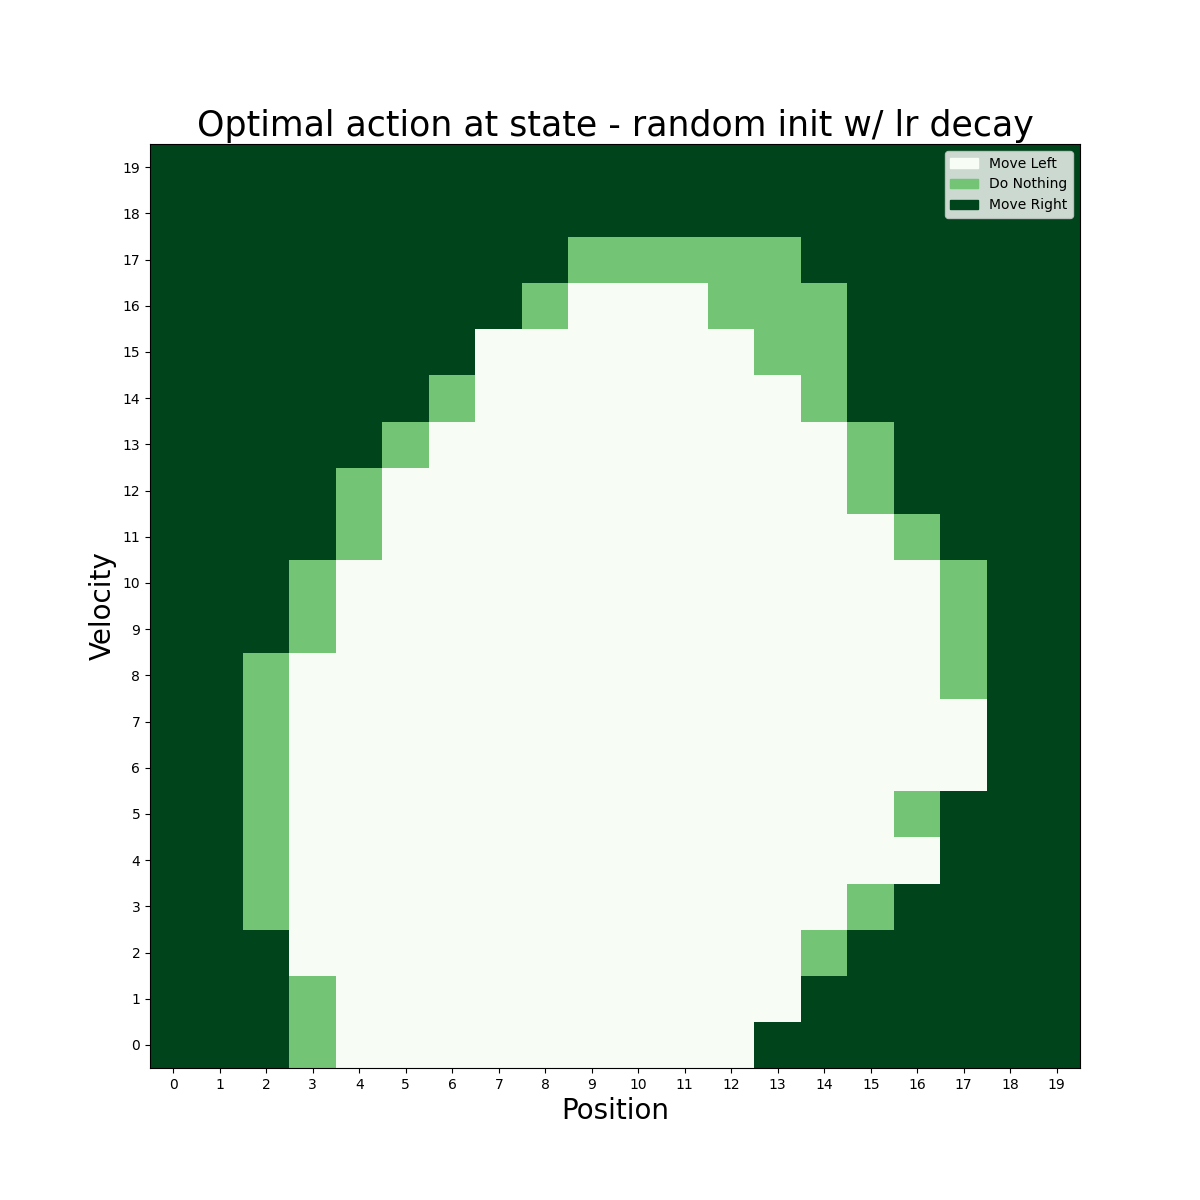 Optimal action at state - random init w/ lr decay
Move Left
Do Nothing
Move Right
19
18
17
16
15
14
13
12
11
10
9
8
7
6
5
4
3
2
1
0
Velocity
0 1 2 3 4 5 6 7 8 9 10 11 12 13 14 15 16 17 18 19
Position